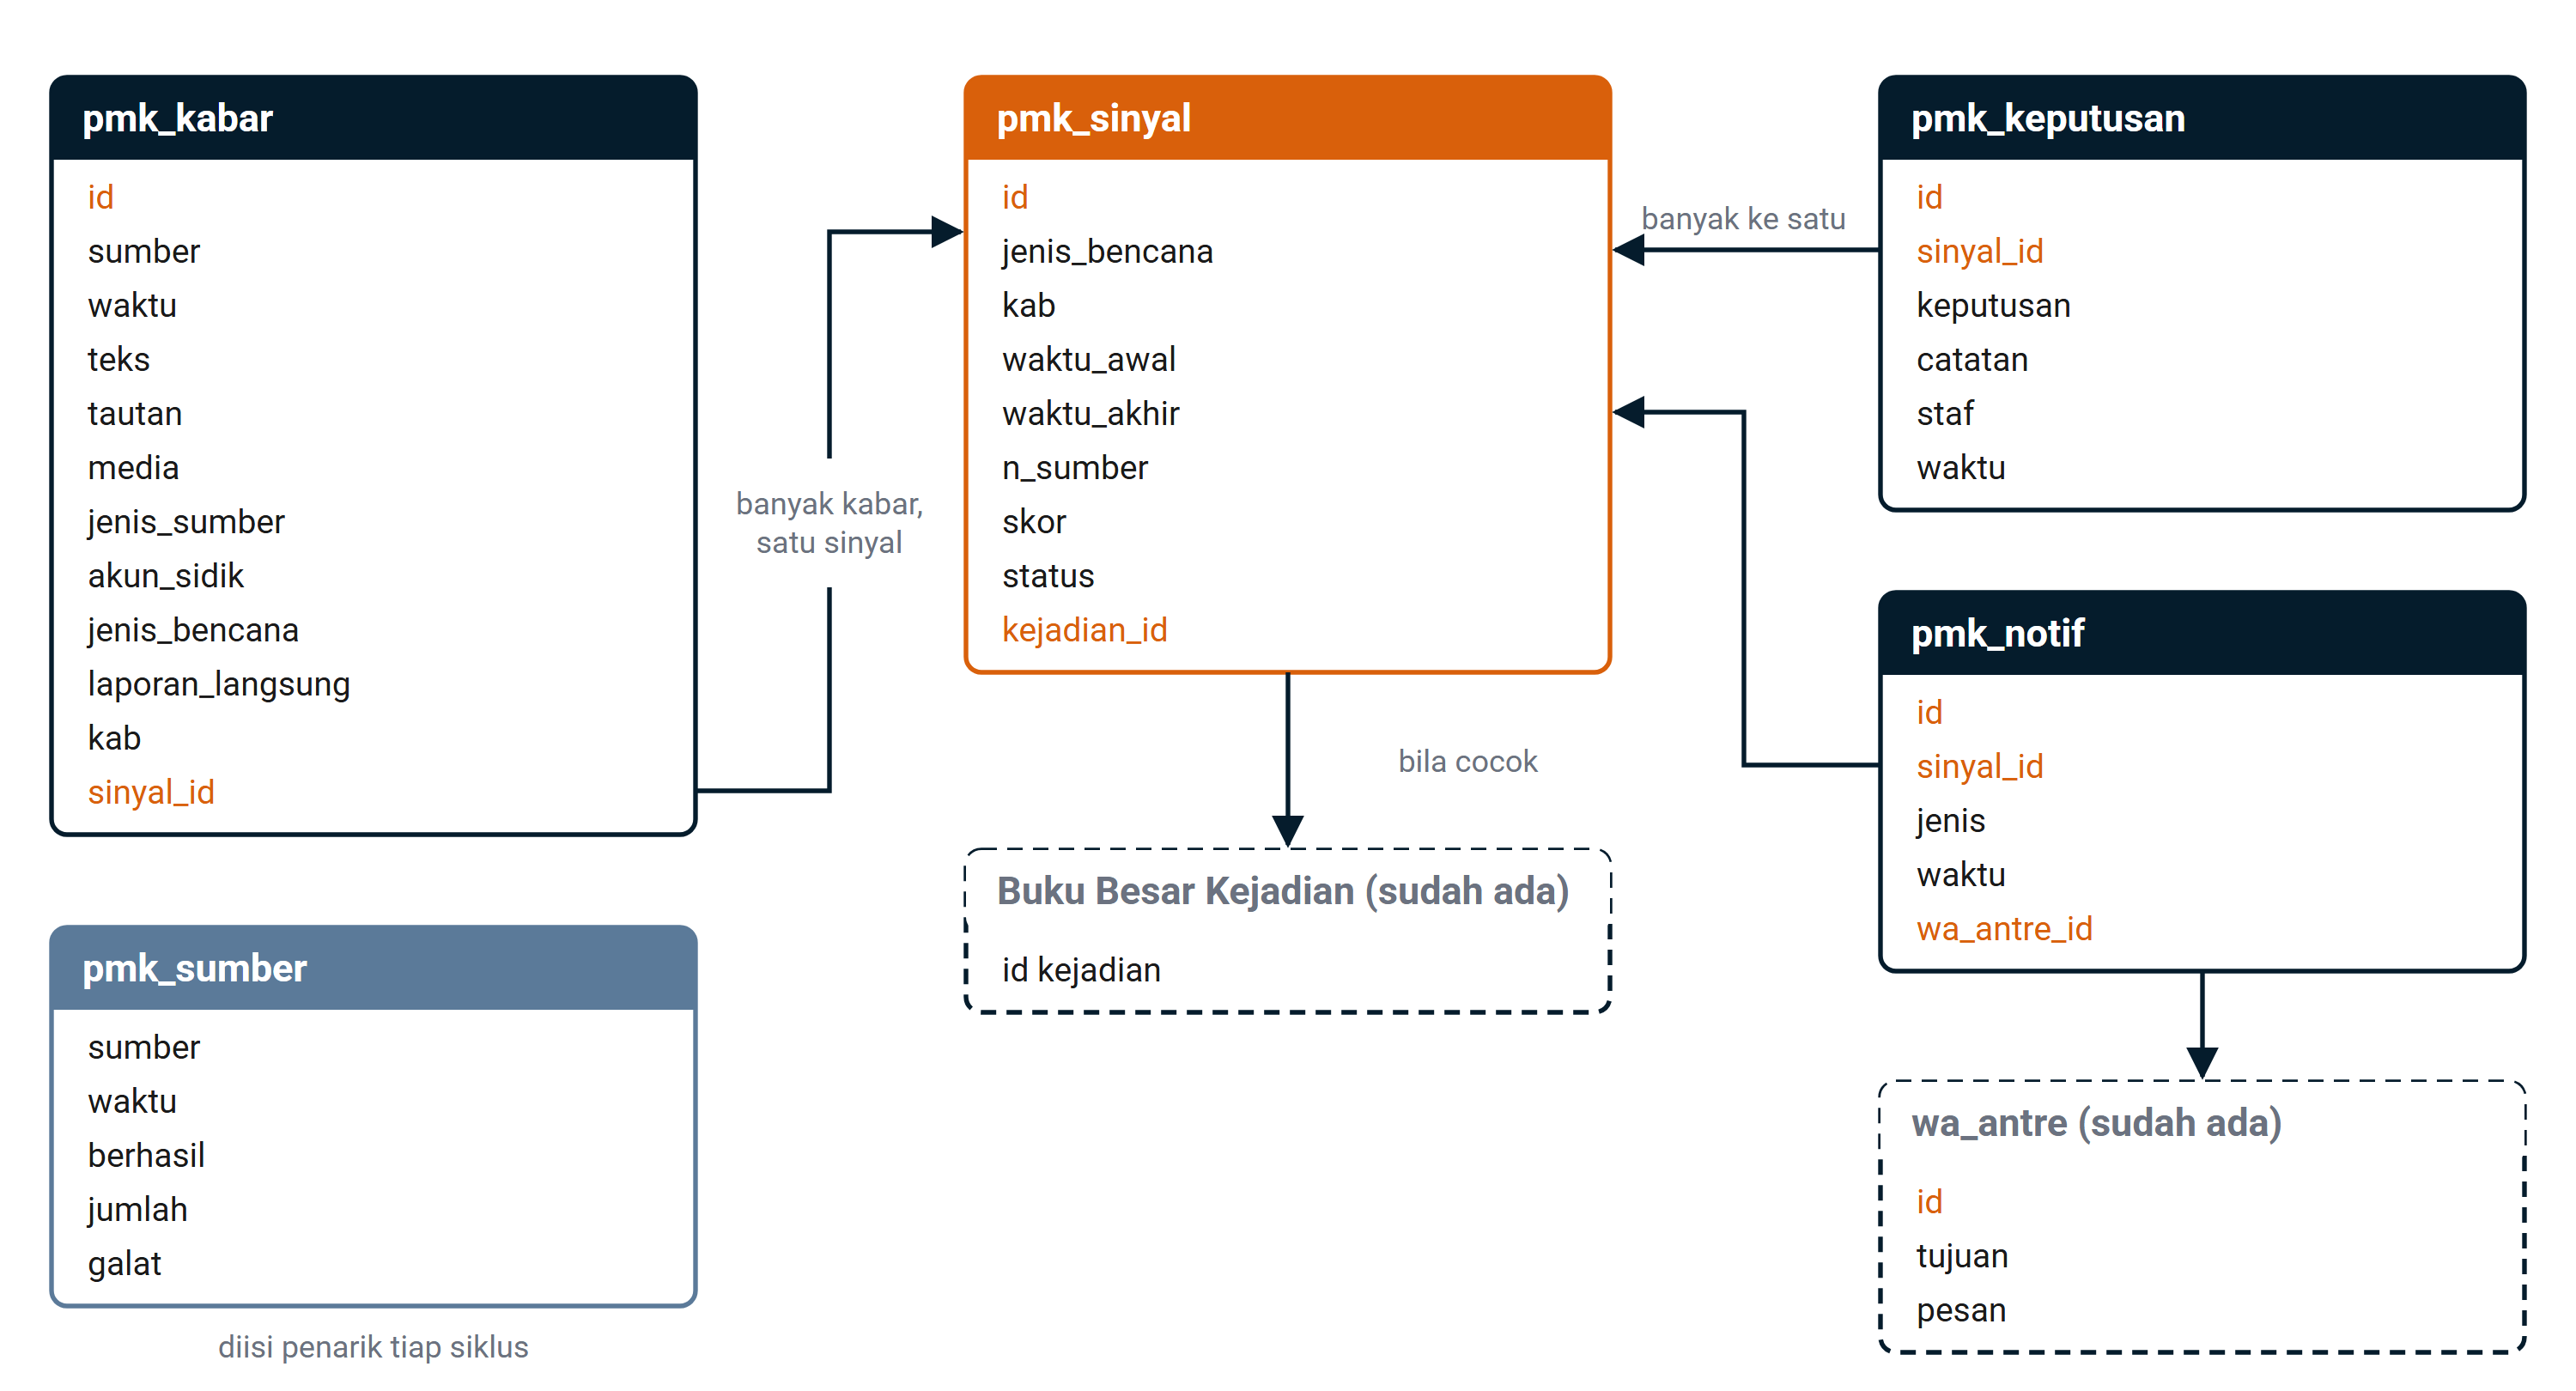 pmk_kabar
id
sumber
waktu
teks
tautan
media
jenis_sumber
akun_sidik
jenis_bencana
laporan_langsung
kab
sinyal_id
banyak kabar,
satu sinyal
pmk_sumber
sumber
waktu
berhasil
jumlah
galat
diisi penarik tiap siklus
pmk_sinyal
id
jenis_bencana
kab
waktu_awal
waktu_akhir
n_sumber
skor
status
kejadian_id
bila cocok
Buku Besar Kejadian (sudah ada)
id kejadian
banyak ke satu
pmk_keputusan
id
sinyal_id
keputusan
catatan
staf
waktu
pmk_notif
id
sinyal_id
jenis
waktu
wa_antre_id
wa_antre (sudah ada)
id
tujuan
pesan